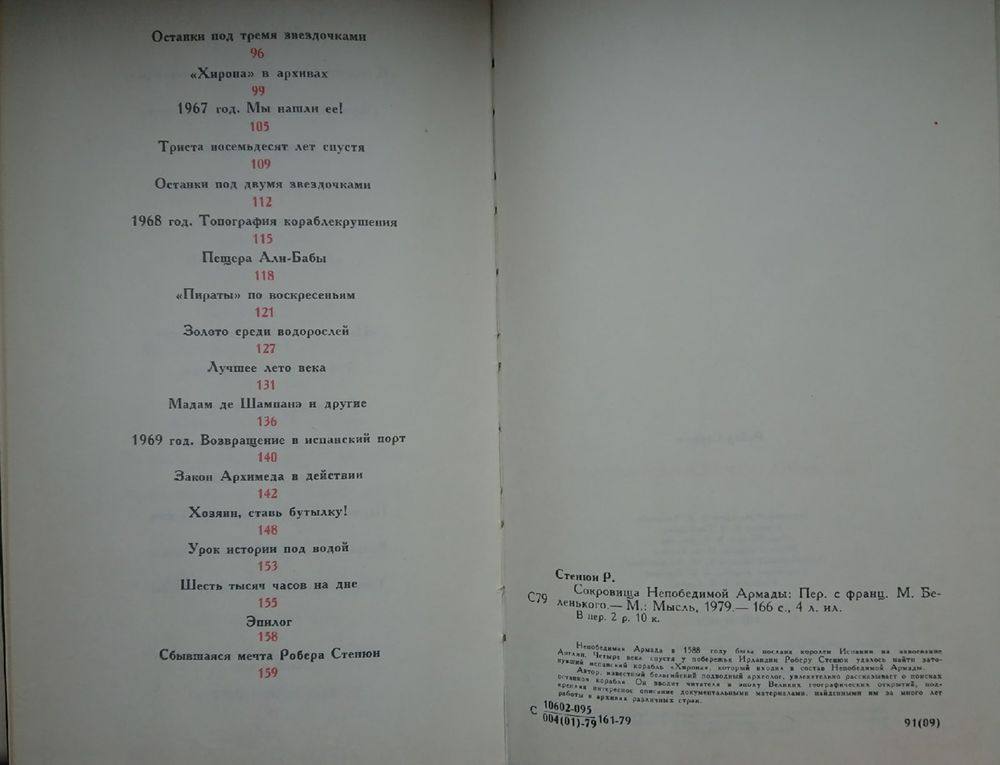 Останки под тремя звездочками
96
«Хирона» в архивах
99
1967 год. Мы нашли ее!
105
Триста восемьдесят лет спустя
109
Останки под двумя звездочками
112
1968 год. Топография кораблекрушения
115
Пещера Али-Бабы
118
«Пираты» по воскресеньям
121
Золото среди водорослей
127
Лучшее лето века
131
Мадам де Шампанэ и другие
136
1969 год. Возвращение в испанский порт
140
Закон Архимеда в действии
142
Хозяин, ставь бутылку!
148
Урок истории под водой
153
Шесть тысяч часов на дне
155
Эпилог
158
Сбывшаяся мечта Робера Стенюи
159
Стенюи Р.
С79 Сокровища Непобедимой Армады: Пер. с франц. М. Бе-
ленького.— М.: Мысль, 1979.— 166 с., 4 л. ил.
В пер. 2 р. 10 к.
Непобедимая Армада в 1588 году была послана королем Испании на завоевание
Англии. Четыре века спустя у побережья Ирландии Роберу Стенюи удалось найти зато-
нувший испанский корабль «Хирона», который входил в состав Непобедимой Армады.
Автор, известный бельгийский подводный археолог, увлекательно рассказывает о поисках
останков корабля. Он вводит читателя в эпоху Великих географических открытий, под-
крепляя интересное описание документальными материалами, найденными им за много лет
работы в архивах различных стран.
С 10602-095
004(01)-79 161-79
91(09)